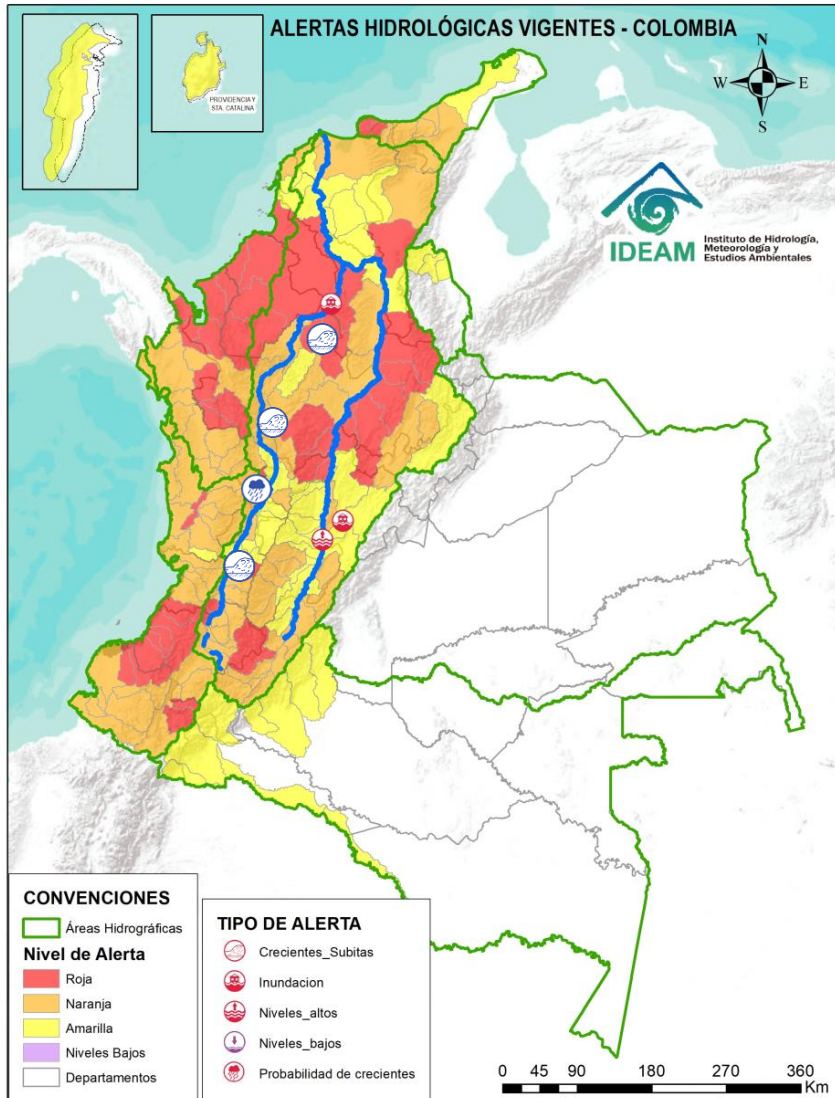 ALERTAS HIDROLÓGICAS VIGENTES - COLOMBIA
PROVIDENCIA Y
STA. CATALINA
N
W
E
S
IDEAM
Instituto de Hidrología,
Meteorología y
Estudios Ambientales
CONVENCIONES
Áreas Hidrográficas
Nivel de Alerta
Roja
Naranja
Amarilla
Niveles Bajos
Departamentos
TIPO DE ALERTA
Crecientes_Subitas
Inundacion
Niveles_altos
Niveles_bajos
Probabilidad de crecientes
0 45 90 180 270 360
Km